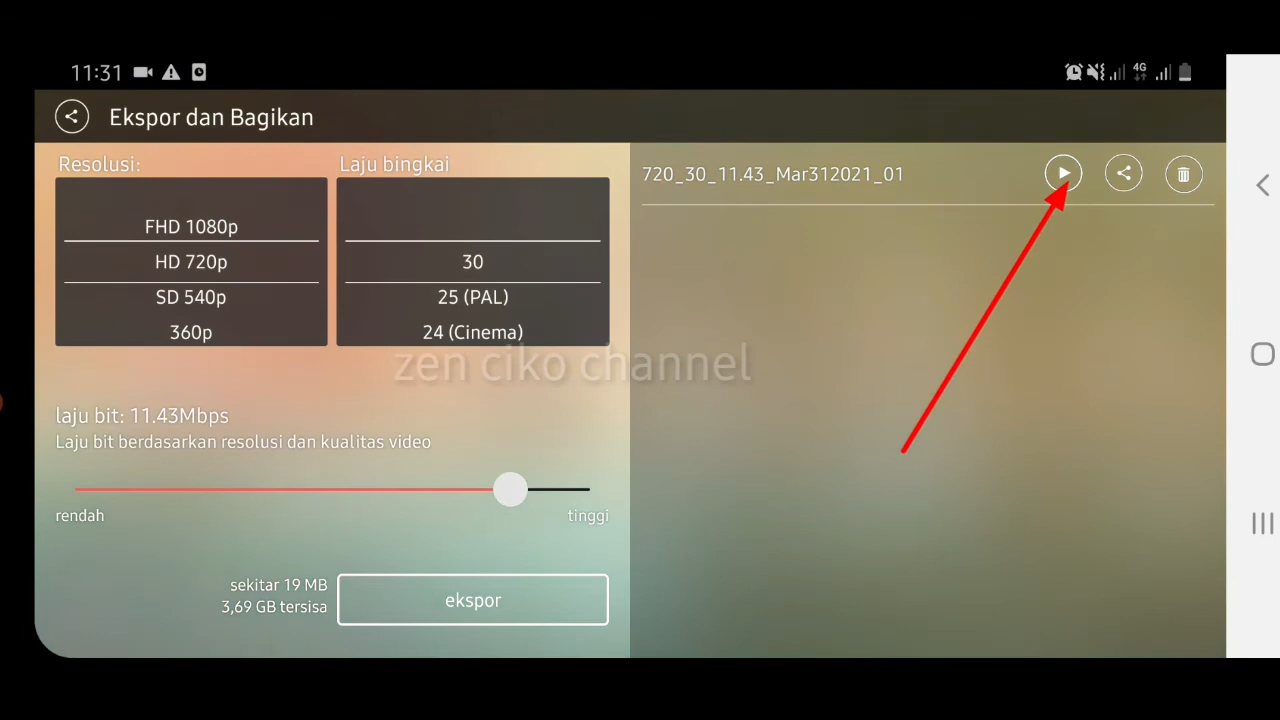 11:31
4G
Ekspor dan Bagikan
Resolusi:
FHD 1080p
HD 720p
SD 540p
360p
Laju bingkai
30
25 (PAL)
24 (Cinema)
720_30_11.43_Mar312021_01
zen ciko channel
laju bit: 11.43Mbps
Laju bit berdasarkan resolusi dan kualitas video
rendah
tinggi
sekitar 19 MB
3,69 GB tersisa
ekspor